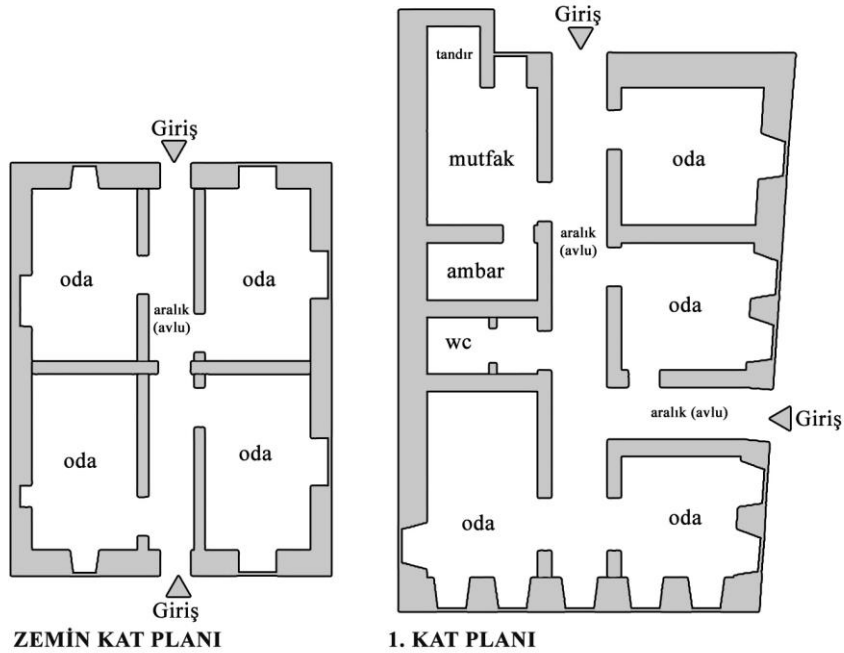 Giriş
oda
oda
aralık
(avlu)
oda
oda
Giriş
ZEMİN KAT PLANI
Giriş
tandır
mutfak
oda
aralık
(avlu)
ambar
oda
wc
aralık (avlu)
Giriş
oda
oda
1. KAT PLANI